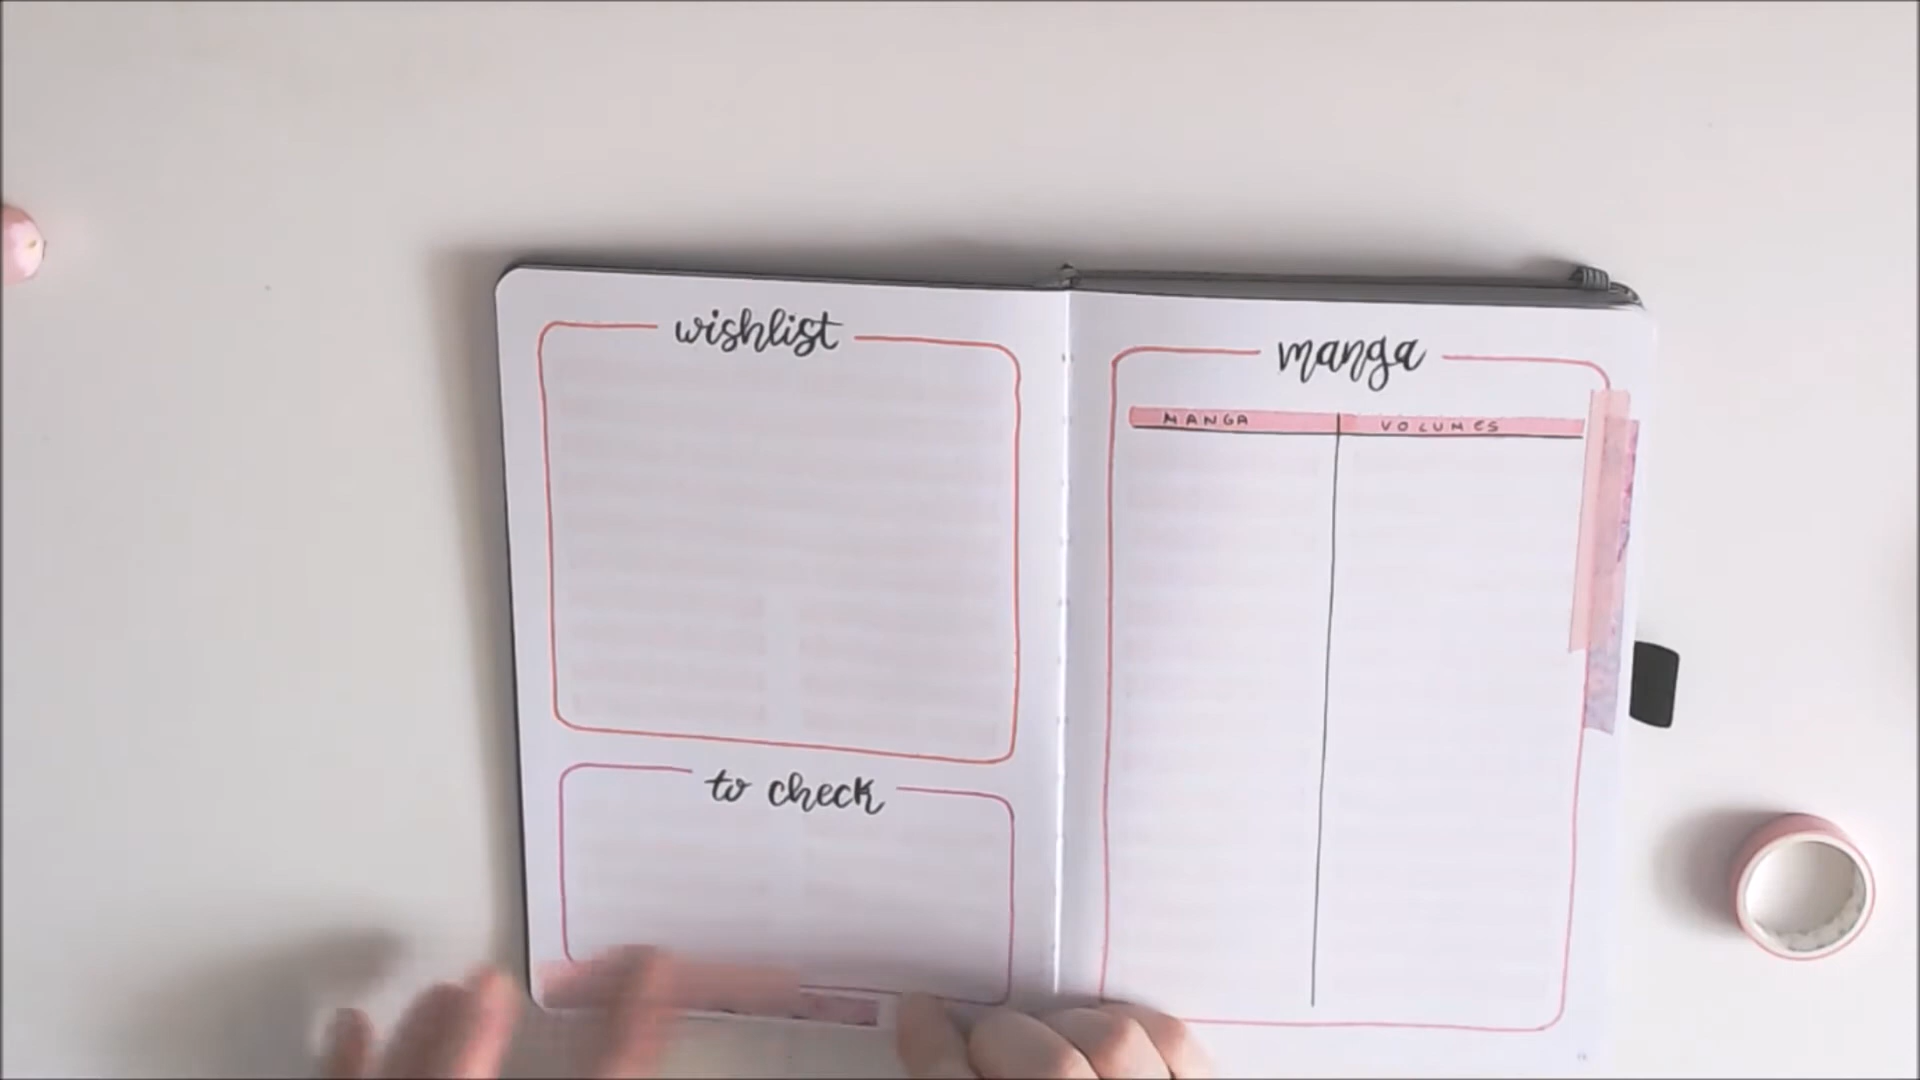 wishlist
to check
manga
MANGA
VOLUMES